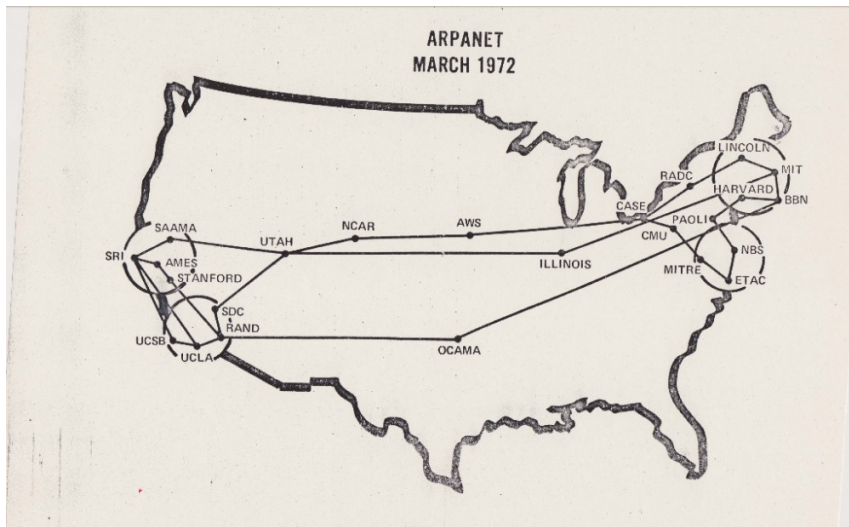 ARPANET
MARCH 1972
LINCOLN
MIT
RADC
HARVARD
BBN
CASE
PAOLI
CMU
NBS
MITRE
ETAC
SAAMA
NCAR
AWS
UTAH
SRI
AMES
STANFORD
ILLINOIS
SDC
RAND
UCSB
UCLA
OCAMA